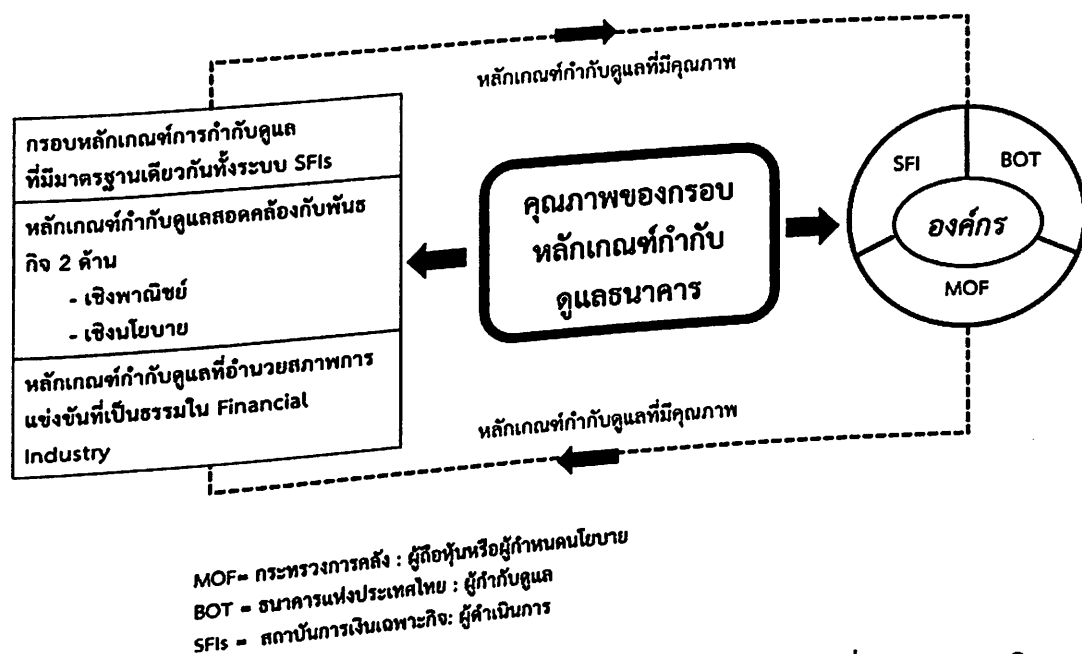 หลักเกณฑ์กำกับดูแลที่มีคุณภาพ
กรอบหลักเกณฑ์การกำกับดูแล
ที่มีมาตรฐานเดียวกันทั้งระบบ SFIs
หลักเกณฑ์กำกับดูแลสอดคล้องกับพันธ
กิจ 2 ด้าน
- เชิงพาณิชย์
- เชิงนโยบาย
หลักเกณฑ์กำกับดูแลที่อำนวยสภาพการ
แข่งขันที่เป็นธรรมใน Financial
Industry
คุณภาพของกรอบ
หลักเกณฑ์กำกับ
ดูแลธนาคาร
SFI
BOT
องค์กร
MOF
หลักเกณฑ์กำกับดูแลที่มีคุณภาพ
MOF= กระทรวงการคลัง : ผู้ถือหุ้นหรือผู้กำหนดนโยบาย
BOT = ธนาคารแห่งประเทศไทย : ผู้กำกับดูแล
SFIs = สถาบันการเงินเฉพาะกิจ: ผู้ดำเนินการ